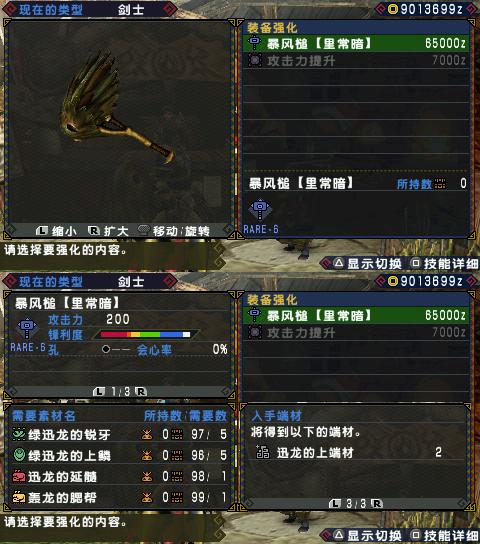 现在的类型 剑士
9013699z
装备强化
暴风槌【里常暗】 65000z
攻击力提升 7000z
暴风槌【里常暗】 所持数 0
RARE-6
L 缩小 R 扩大 移动/旋转
请选择要强化的内容。
△显示切换 □技能详细
现在的类型 剑士
9013699z
暴风槌【里常暗】
攻击力 200
锋利度
RARE-6 孔 ●-- 会心率 0%
L 1/3 R
装备强化
暴风槌【里常暗】 65000z
攻击力提升 7000z
需要素材名 所持数/需要数
绿迅龙的锐牙 0 97/ 5
绿迅龙的上鳞 0 96/ 5
迅龙的延髓 0 98/ 1
轰龙的腮帮 0 99/ 1
入手端材
将得到以下的端材。
迅龙的上端材 2
L 3/3 R
请选择要强化的内容。
△显示切换 □技能详细